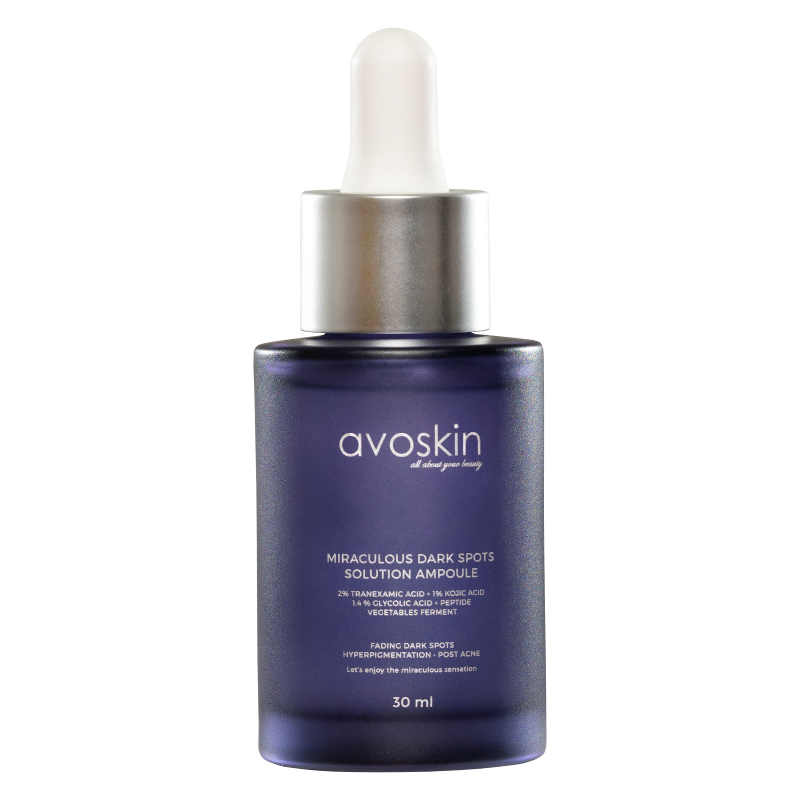 avoskin
all about your beauty
MIRACULOUS DARK SPOTS
SOLUTION AMPOULE
2% TRANEXAMIC ACID + 1% KOJIC ACID
1.4 % GLYCOLIC ACID + PEPTIDE
VEGETABLES FERMENT
FADING DARK SPOTS
HYPERPIGMENTATION - POST ACNE
Let's enjoy the miraculous sensation
30 ml